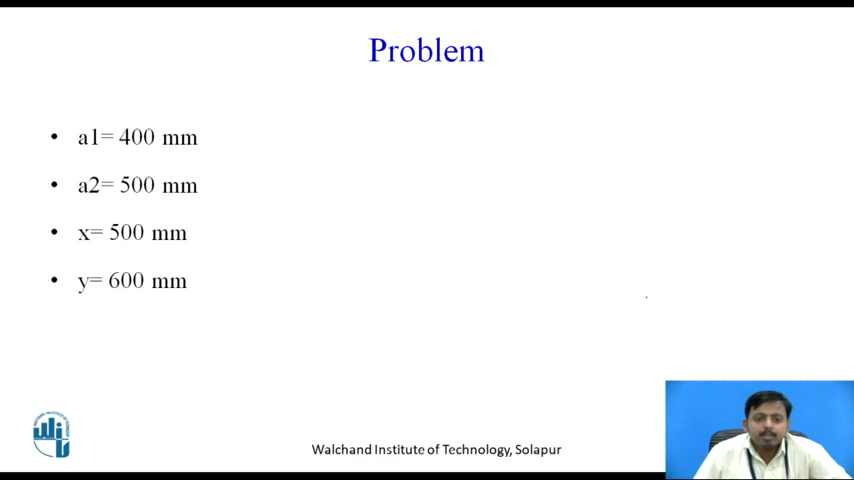 Problem
• a1= 400 mm
• a2= 500 mm
• x= 500 mm
• y= 600 mm
Walchand Institute of Technology, Solapur